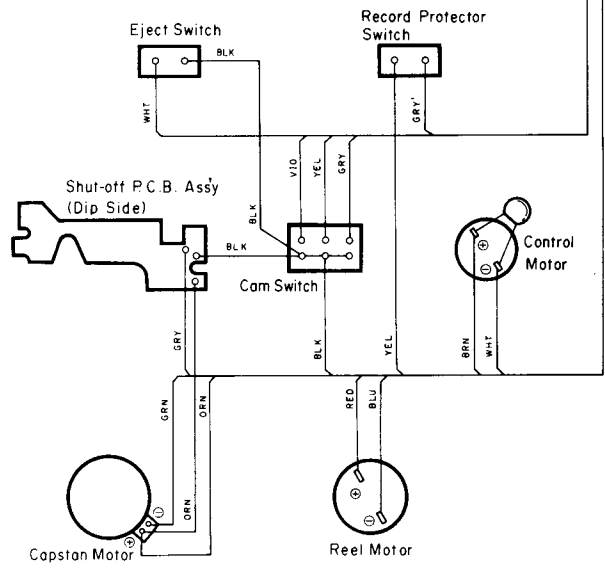 Record Protector
Switch
Eject Switch
BLK
WHT
GRY'
VIO
YEL
GRY
Shut-off P.C.B. Ass'y
(Dip Side)
BLK
BLK
Cam Switch
⊕
⊖
Control
Motor
GRY
BLK
YEL
BRN
WHT
GRN
ORN
RED
BLU
ORN
⊖
⊕
Capstan Motor
⊕
⊖
Reel Motor